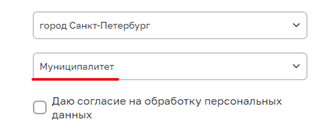 город Санкт-Петербург
Муниципалитет
Даю согласие на обработку персональных
данных